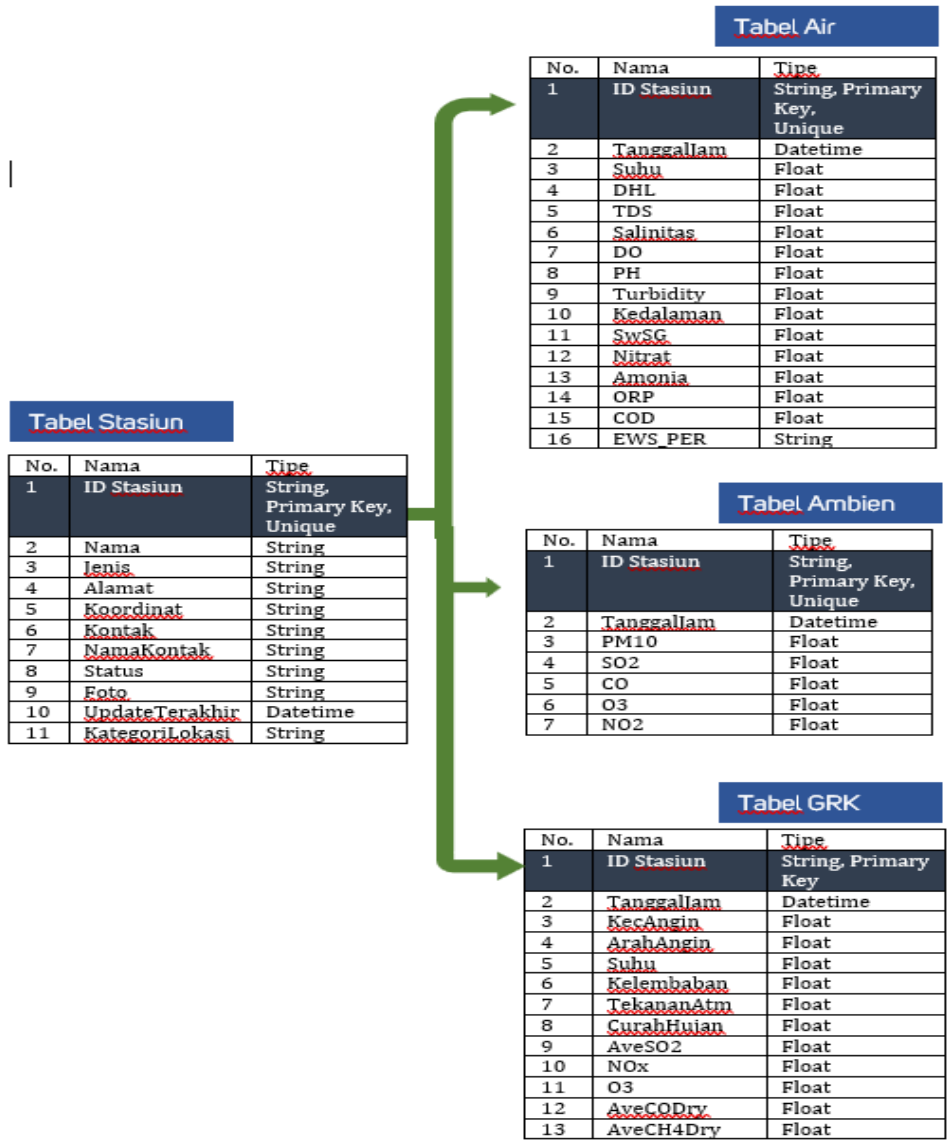 Tabel Air
No. Nama Tipe
1 ID Stasiun String, Primary
Key,
Unique
2 TanggalJam Datetime
3 Suhu Float
4 DHL Float
5 TDS Float
6 Salinitas Float
7 DO Float
8 PH Float
9 Turbidity Float
10 Kedalaman Float
11 SwSG Float
12 Nitrat Float
13 Amonia Float
14 ORP Float
15 COD Float
16 EWS_PER String
Tabel Stasiun
No. Nama Tipe
1 ID Stasiun String,
Primary Key,
Unique
2 Nama String
3 Jenis String
4 Alamat String
5 Koordinat String
6 Kontak String
7 NamaKontak String
8 Status String
9 Foto String
10 UpdateTerakhir Datetime
11 KategoriLokasi String
Tabel Ambien
No. Nama Tipe
1 ID Stasiun String,
Primary Key,
Unique
2 TanggalJam Datetime
3 PM10 Float
4 SO2 Float
5 CO Float
6 O3 Float
7 NO2 Float
Tabel GRK
No. Nama Tipe
1 ID Stasiun String, Primary
Key
2 TanggalJam Datetime
3 KecAngin Float
4 ArahAngin Float
5 Suhu Float
6 Kelembaban Float
7 TekananAtm Float
8 CurahHujan Float
9 AveSO2 Float
10 NOx Float
11 O3 Float
12 AveCODry Float
13 AveCH4Dry Float